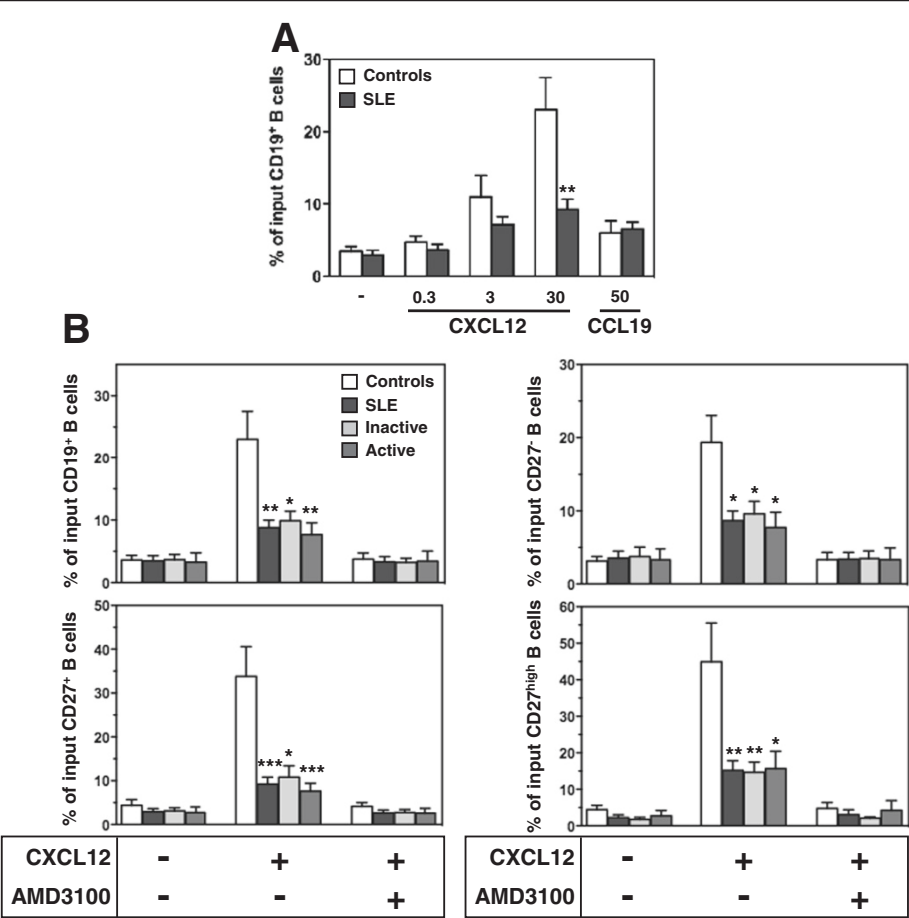 A
% of input CD19+ B cells
30
20
10
0
Controls
SLE
**
- 0.3 3 30 50
CXCL12 CCL19
B
% of input CD19+ B cells
30
20
10
0
Controls
SLE
Inactive
Active
** * **
% of input CD27- B cells
30
20
10
0
* * *
% of input CD27+ B cells
50
40
30
20
10
0
*** * ***
% of input CD27high B cells
60
50
40
30
20
10
0
** ** *
CXCL12 - + +
AMD3100 - - +
CXCL12 - + +
AMD3100 - - +